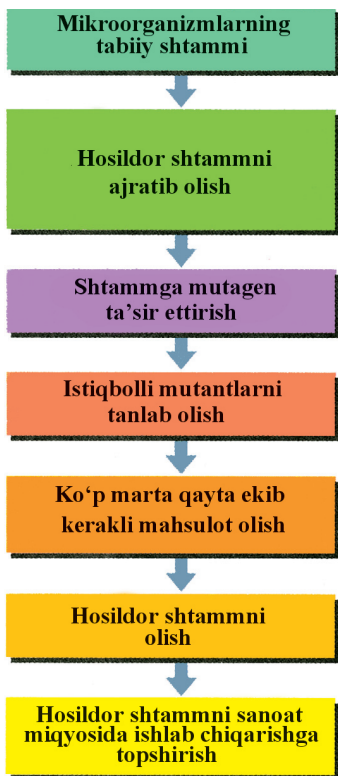 Mikroorganizmlarning
tabiiy shtammi
Hosildor shtammni
ajratib olish
Shtammga mutagen
ta’sir ettirish
Istiqbolli mutantlarni
tanlab olish
Ko‘p marta qayta ekib
kerakli mahsulot olish
Hosildor shtammni
olish
Hosildor shtammni sanoat
miqyosida ishlab chiqarishga
topshirish